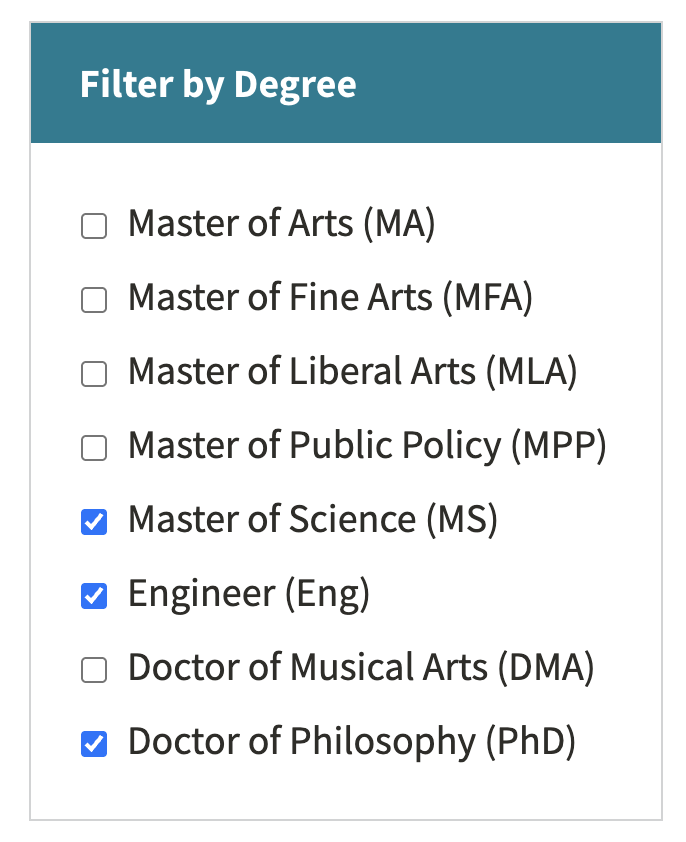 Filter by Degree
Master of Arts (MA)
Master of Fine Arts (MFA)
Master of Liberal Arts (MLA)
Master of Public Policy (MPP)
Master of Science (MS)
Engineer (Eng)
Doctor of Musical Arts (DMA)
Doctor of Philosophy (PhD)